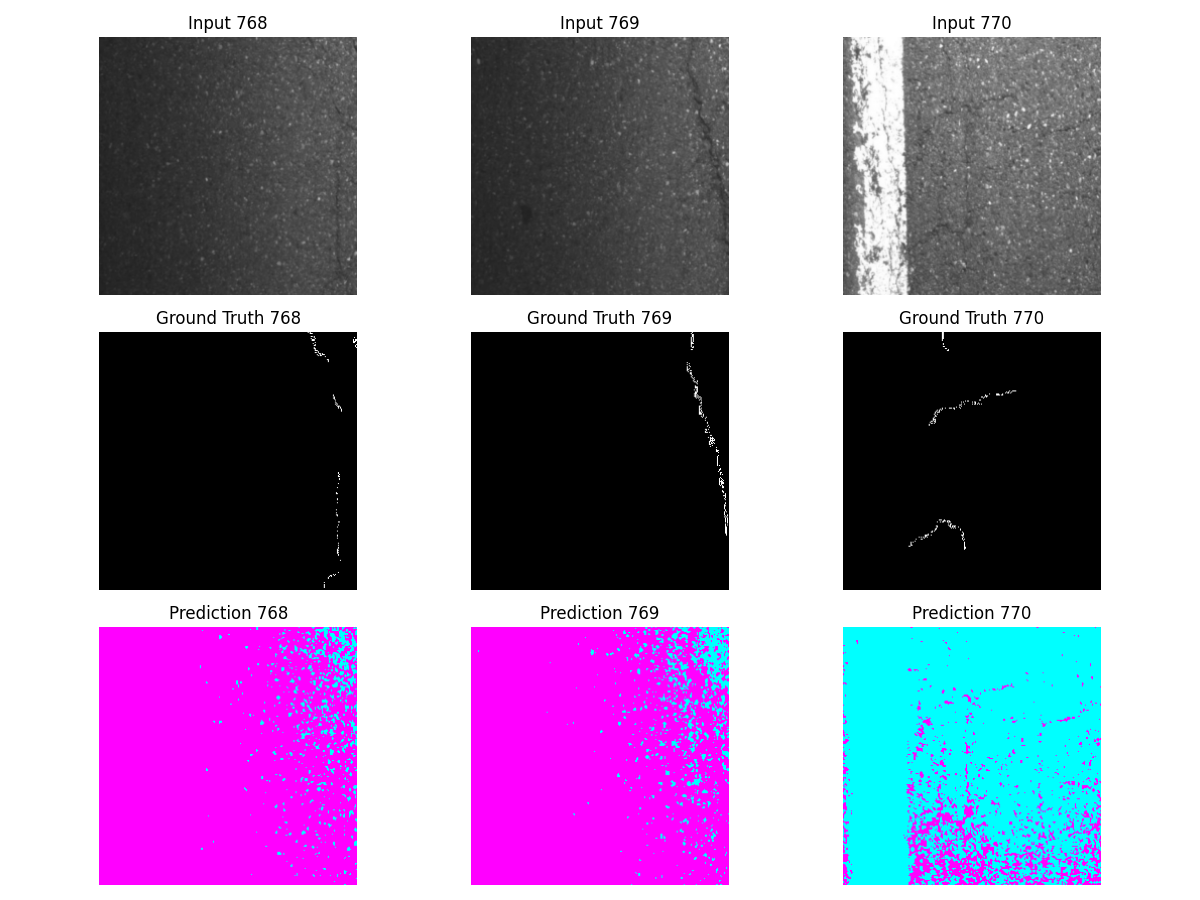 Input 768
Input 769
Input 770
Ground Truth 768
Ground Truth 769
Ground Truth 770
Prediction 768
Prediction 769
Prediction 770